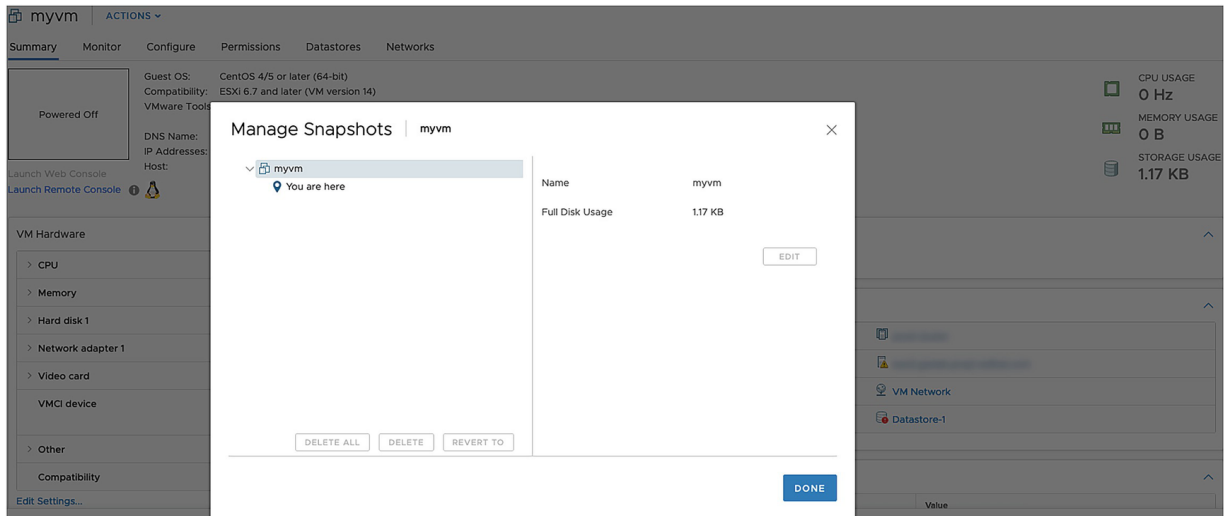 myvm ACTIONS
Summary Monitor Configure Permissions Datastores Networks
Powered Off
Guest OS: CentOS 4/5 or later (64-bit)
Compatibility: ESXi 6.7 and later (VM version 14)
VMware Tools
DNS Name:
IP Addresses:
Host:
Launch Web Console
Launch Remote Console
CPU USAGE
0 Hz
MEMORY USAGE
0 B
STORAGE USAGE
1.17 KB
Manage Snapshots myvm
myvm
You are here
Name myvm
Full Disk Usage 1.17 KB
EDIT
DELETE ALL DELETE REVERT TO
DONE
VM Hardware
CPU
Memory
Hard disk 1
Network adapter 1
Video card
VMCI device
Other
Compatibility
Edit Settings...
VM Network
Datastore-1
Value